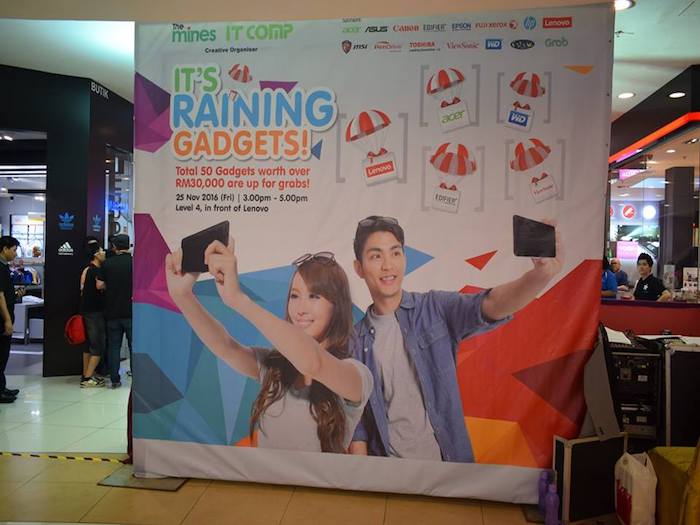 The
mines IT COMP
Creative Organiser
acer ASUS Canon EDIFIER EPSON FUJI XEROX hp Lenovo
msi PenDrive TOSHIBA ViewSonic WD Grab
IT'S
RAINING
GADGETS!
Total 50 Gadgets worth over
RM30,000 are up for grabs!
25 Nov 2016 (Fri) | 3.00pm - 5.00pm
Level 4, in front of Lenovo
acer
WD
Lenovo
EDIFIER
ViewSonic
BUTIK
adidas